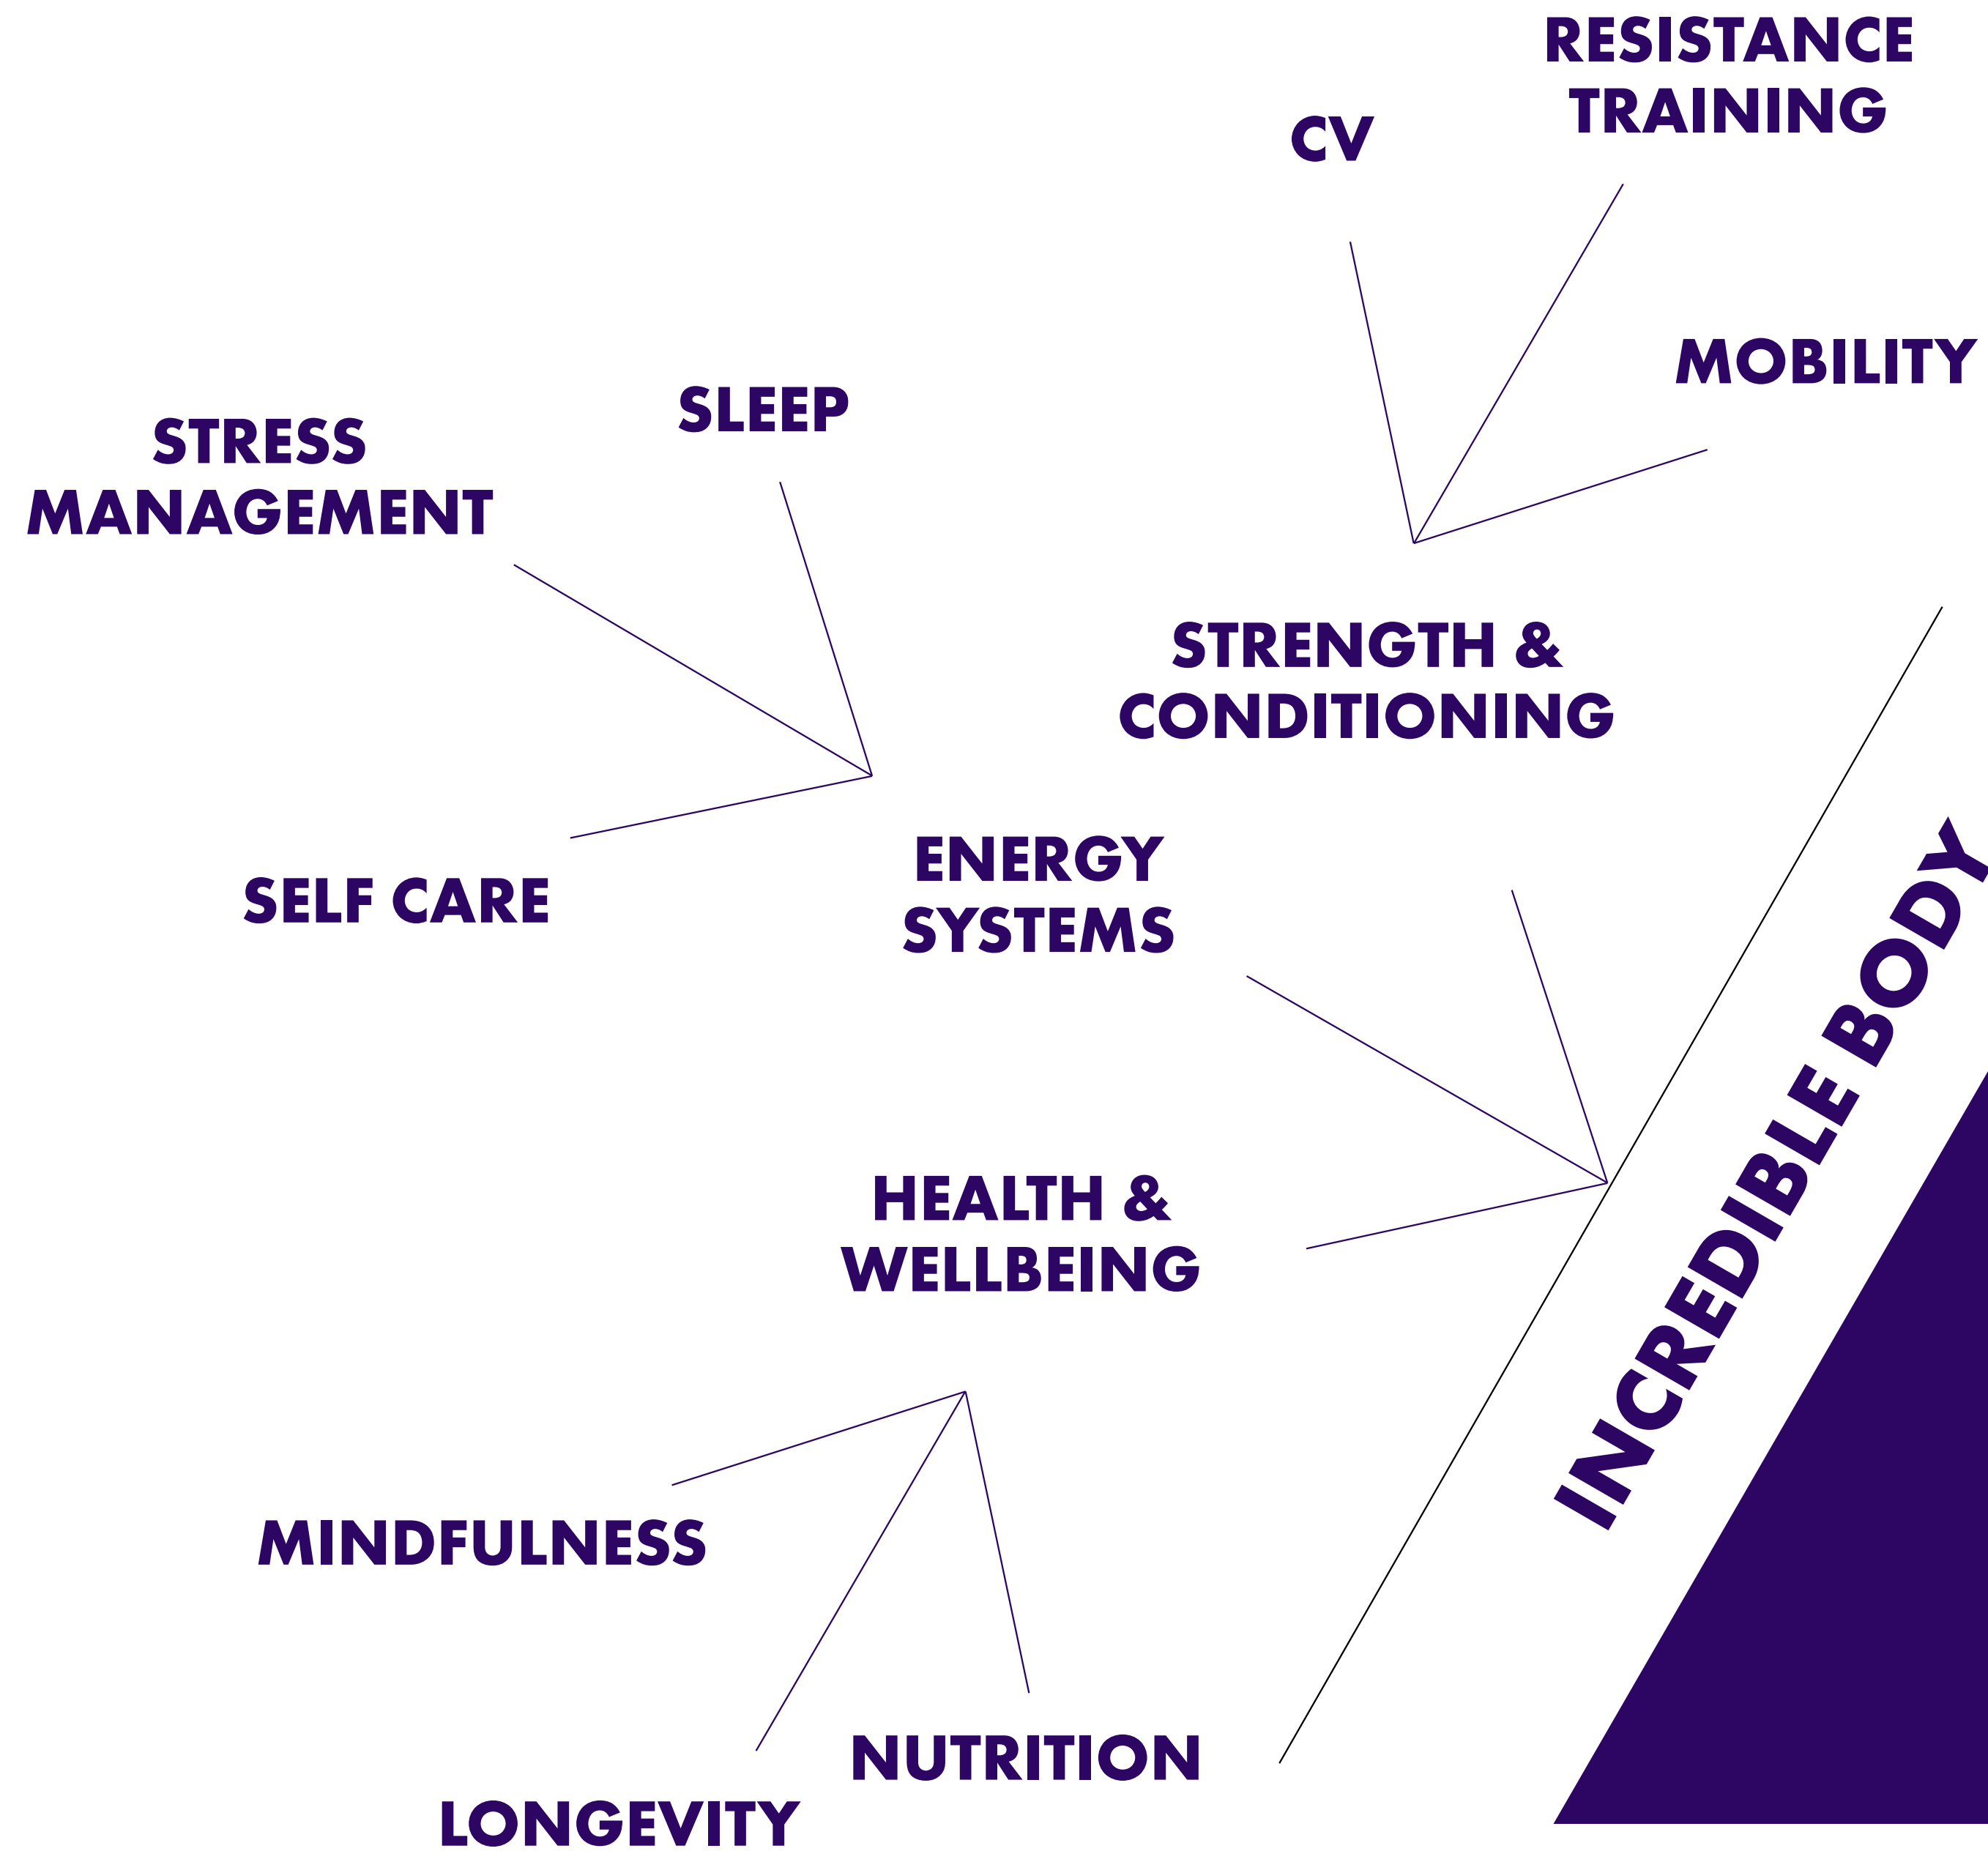 RESISTANCE
TRAINING
CV
MOBILITY
SLEEP
STRESS
MANAGEMENT
STRENGTH &
CONDITIONING
ENERGY
SYSTEMS
SELF CARE
INCREDIBLE BODY
HEALTH &
WELLBEING
MINDFULNESS
NUTRITION
LONGEVITY